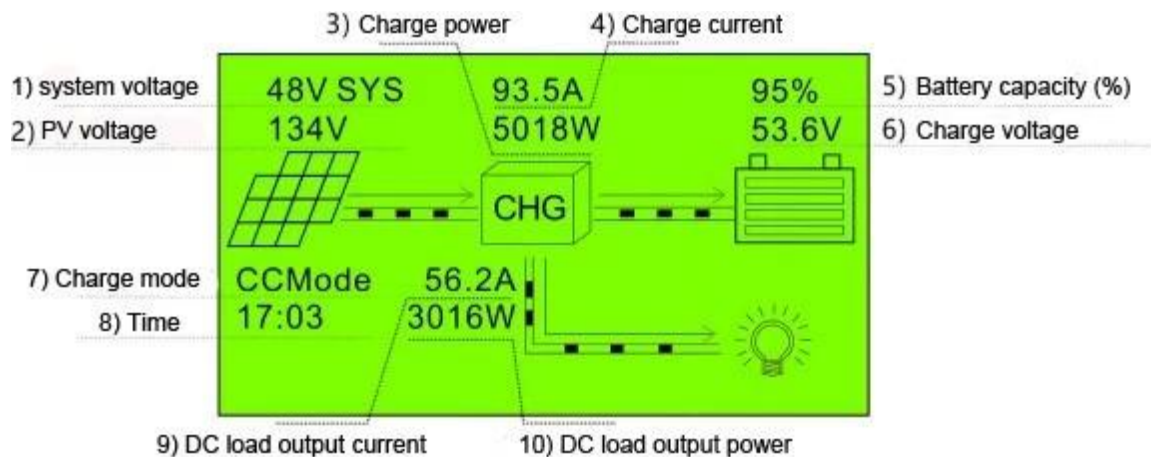 3) Charge power
4) Charge current
1) system voltage
48V SYS
93.5A
95%
5) Battery capacity (%)
2) PV voltage
134V
5018W
53.6V
6) Charge voltage
CHG
7) Charge mode
CCMode
56.2A
8) Time
17:03
3016W
9) DC load output current
10) DC load output power